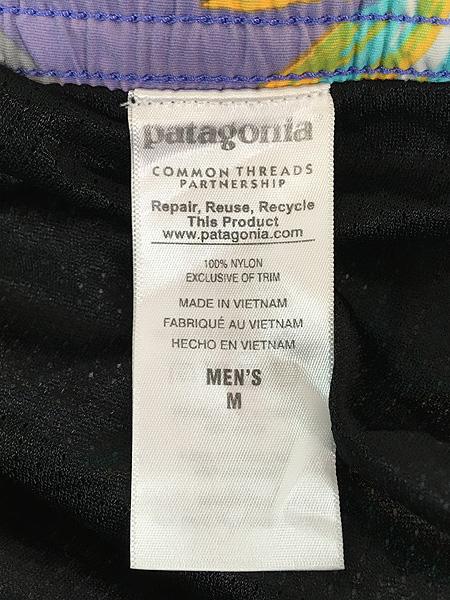 patagonia
COMMON THREADS
PARTNERSHIP
Repair, Reuse, Recycle
This Product
www.patagonia.com
100% NYLON
EXCLUSIVE OF TRIM
MADE IN VIETNAM
FABRIQUÉ AU VIETNAM
HECHO EN VIETNAM
MEN'S
M